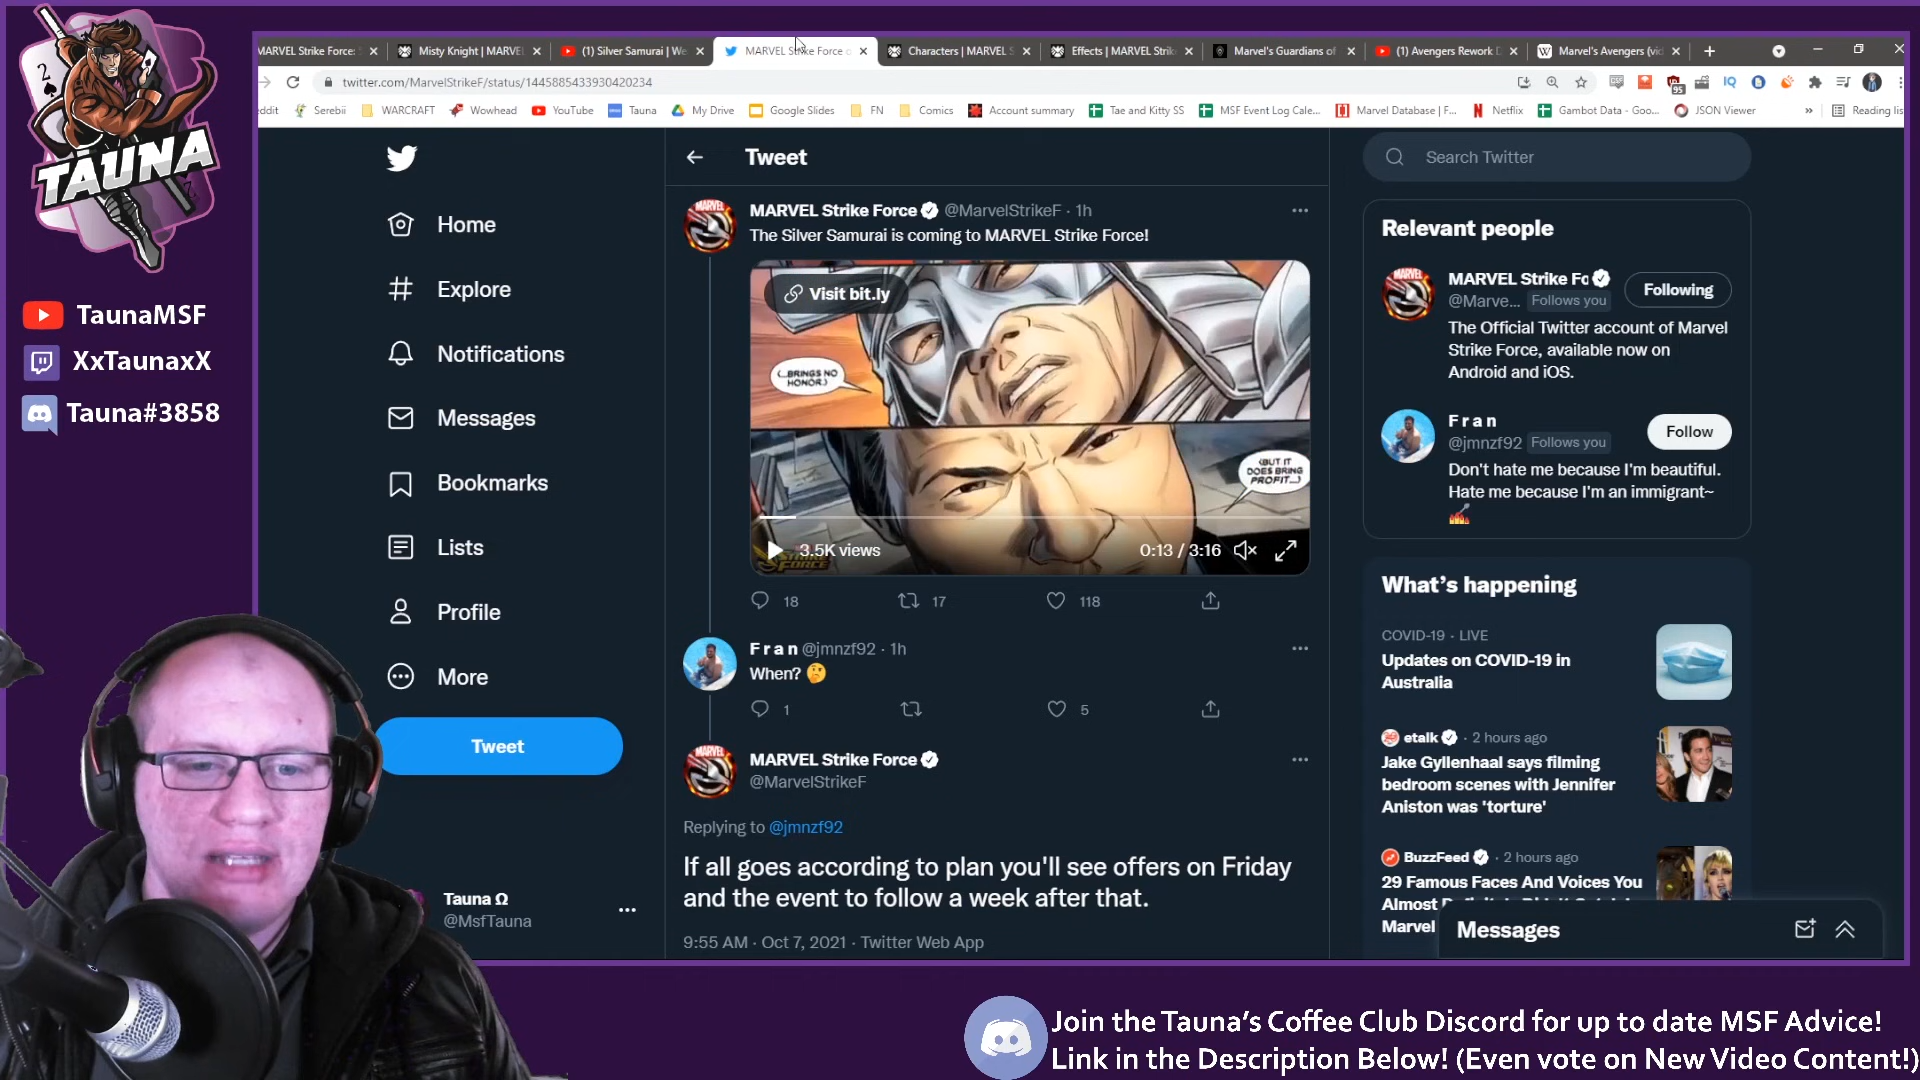 TAUNA
TaunaMSF
XxTaunaxX
Tauna#3858
MARVEL Strike Force:
Misty Knight | MARVE
(1) Silver Samurai | We
MARVEL Strike Force o
Characters | MARVEL S
Effects | MARVEL Strik
Marvel's Guardians of
(1) Avengers Rework D
Marvel's Avengers (vid
twitter.com/MarvelStrikeF/status/1445885433930420234
95
IQ
eddit
Serebii
WARCRAFT
Wowhead
YouTube
Tauna
My Drive
Google Slides
FN
Comics
Account summary
Tae and Kitty SS
MSF Event Log Cale...
Marvel Database | F...
Netflix
Gambot Data - Goo...
JSON Viewer
»
Reading lis
Home
Explore
Notifications
Messages
Bookmarks
Lists
Profile
More
Tweet
Tauna Ω
@MsfTauna
Tweet
MARVEL Strike Force @MarvelStrikeF · 1h
The Silver Samurai is coming to MARVEL Strike Force!
Visit bit.ly
(...BRINGS NO
HONOR.)
(BUT IT
DOES BRING
PROFIT...)
STRIKE
FORCE
3.5K views
0:13 / 3:16
18
17
118
Fran @jmnzf92 · 1h
When? 🤔
1
5
MARVEL Strike Force
@MarvelStrikeF
Replying to @jmnzf92
If all goes according to plan you'll see offers on Friday
and the event to follow a week after that.
9:55 AM · Oct 7, 2021 · Twitter Web App
Search Twitter
Relevant people
MARVEL Strike Fo
@Marve... Follows you
Following
The Official Twitter account of Marvel
Strike Force, available now on
Android and iOS.
Fran
@jmnzf92 Follows you
Follow
Don't hate me because I'm beautiful.
Hate me because I'm an immigrant~
What's happening
COVID-19 · LIVE
Updates on COVID-19 in
Australia
etalk · 2 hours ago
Jake Gyllenhaal says filming
bedroom scenes with Jennifer
Aniston was 'torture'
BuzzFeed · 2 hours ago
29 Famous Faces And Voices You
Almost
Marvel
Messages
Join the Tauna's Coffee Club Discord for up to date MSF Advice!
Link in the Description Below! (Even vote on New Video Content!)